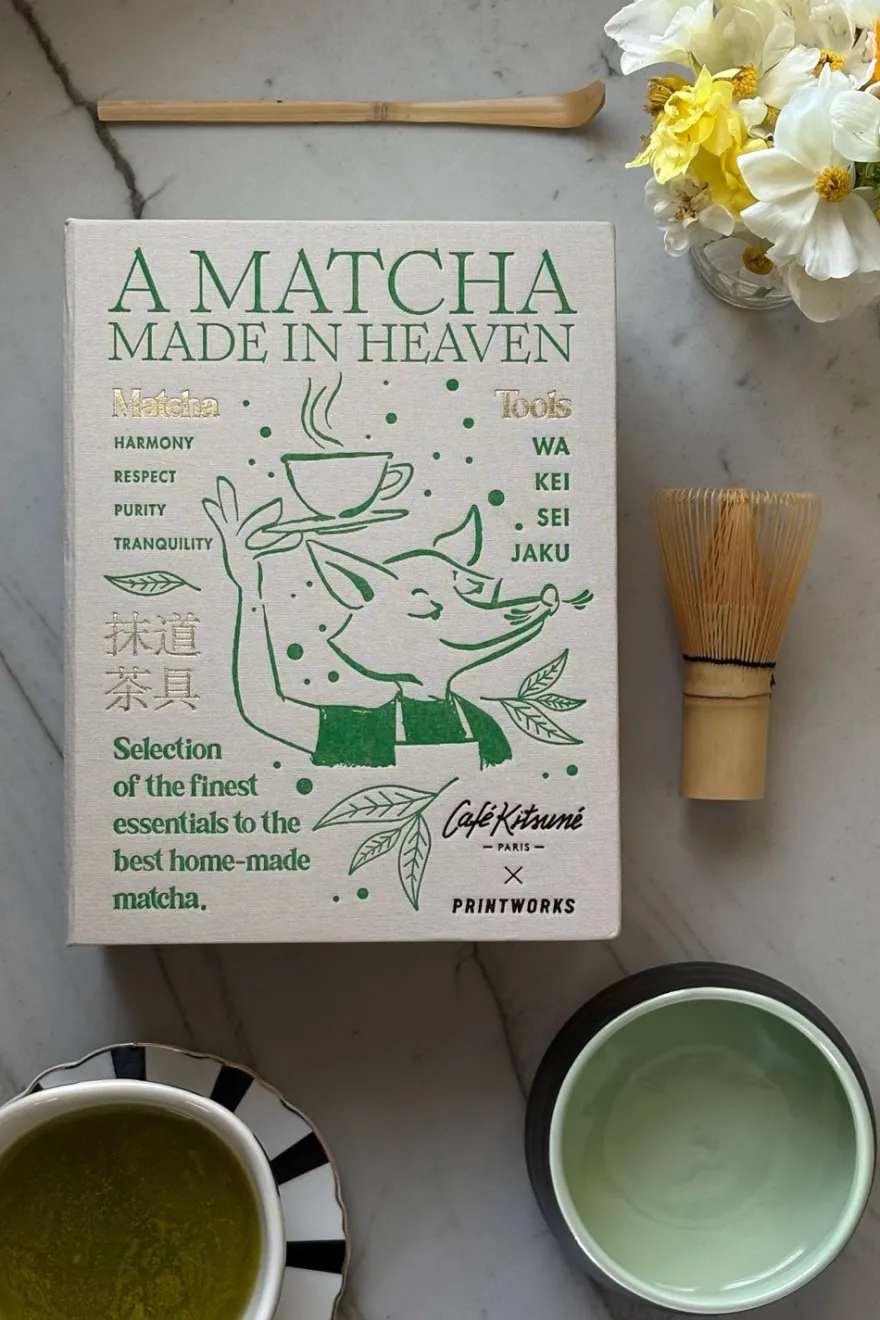 A MATCHA
MADE IN HEAVEN
Matcha
HARMONY
RESPECT
PURITY
TRANQUILITY
Tools
WA
KEI
SEI
JAKU
抹道
茶具
Selection
of the finest
essentials to the
best home-made
matcha.
Café Kitsuné
— PARIS —
×
PRINTWORKS